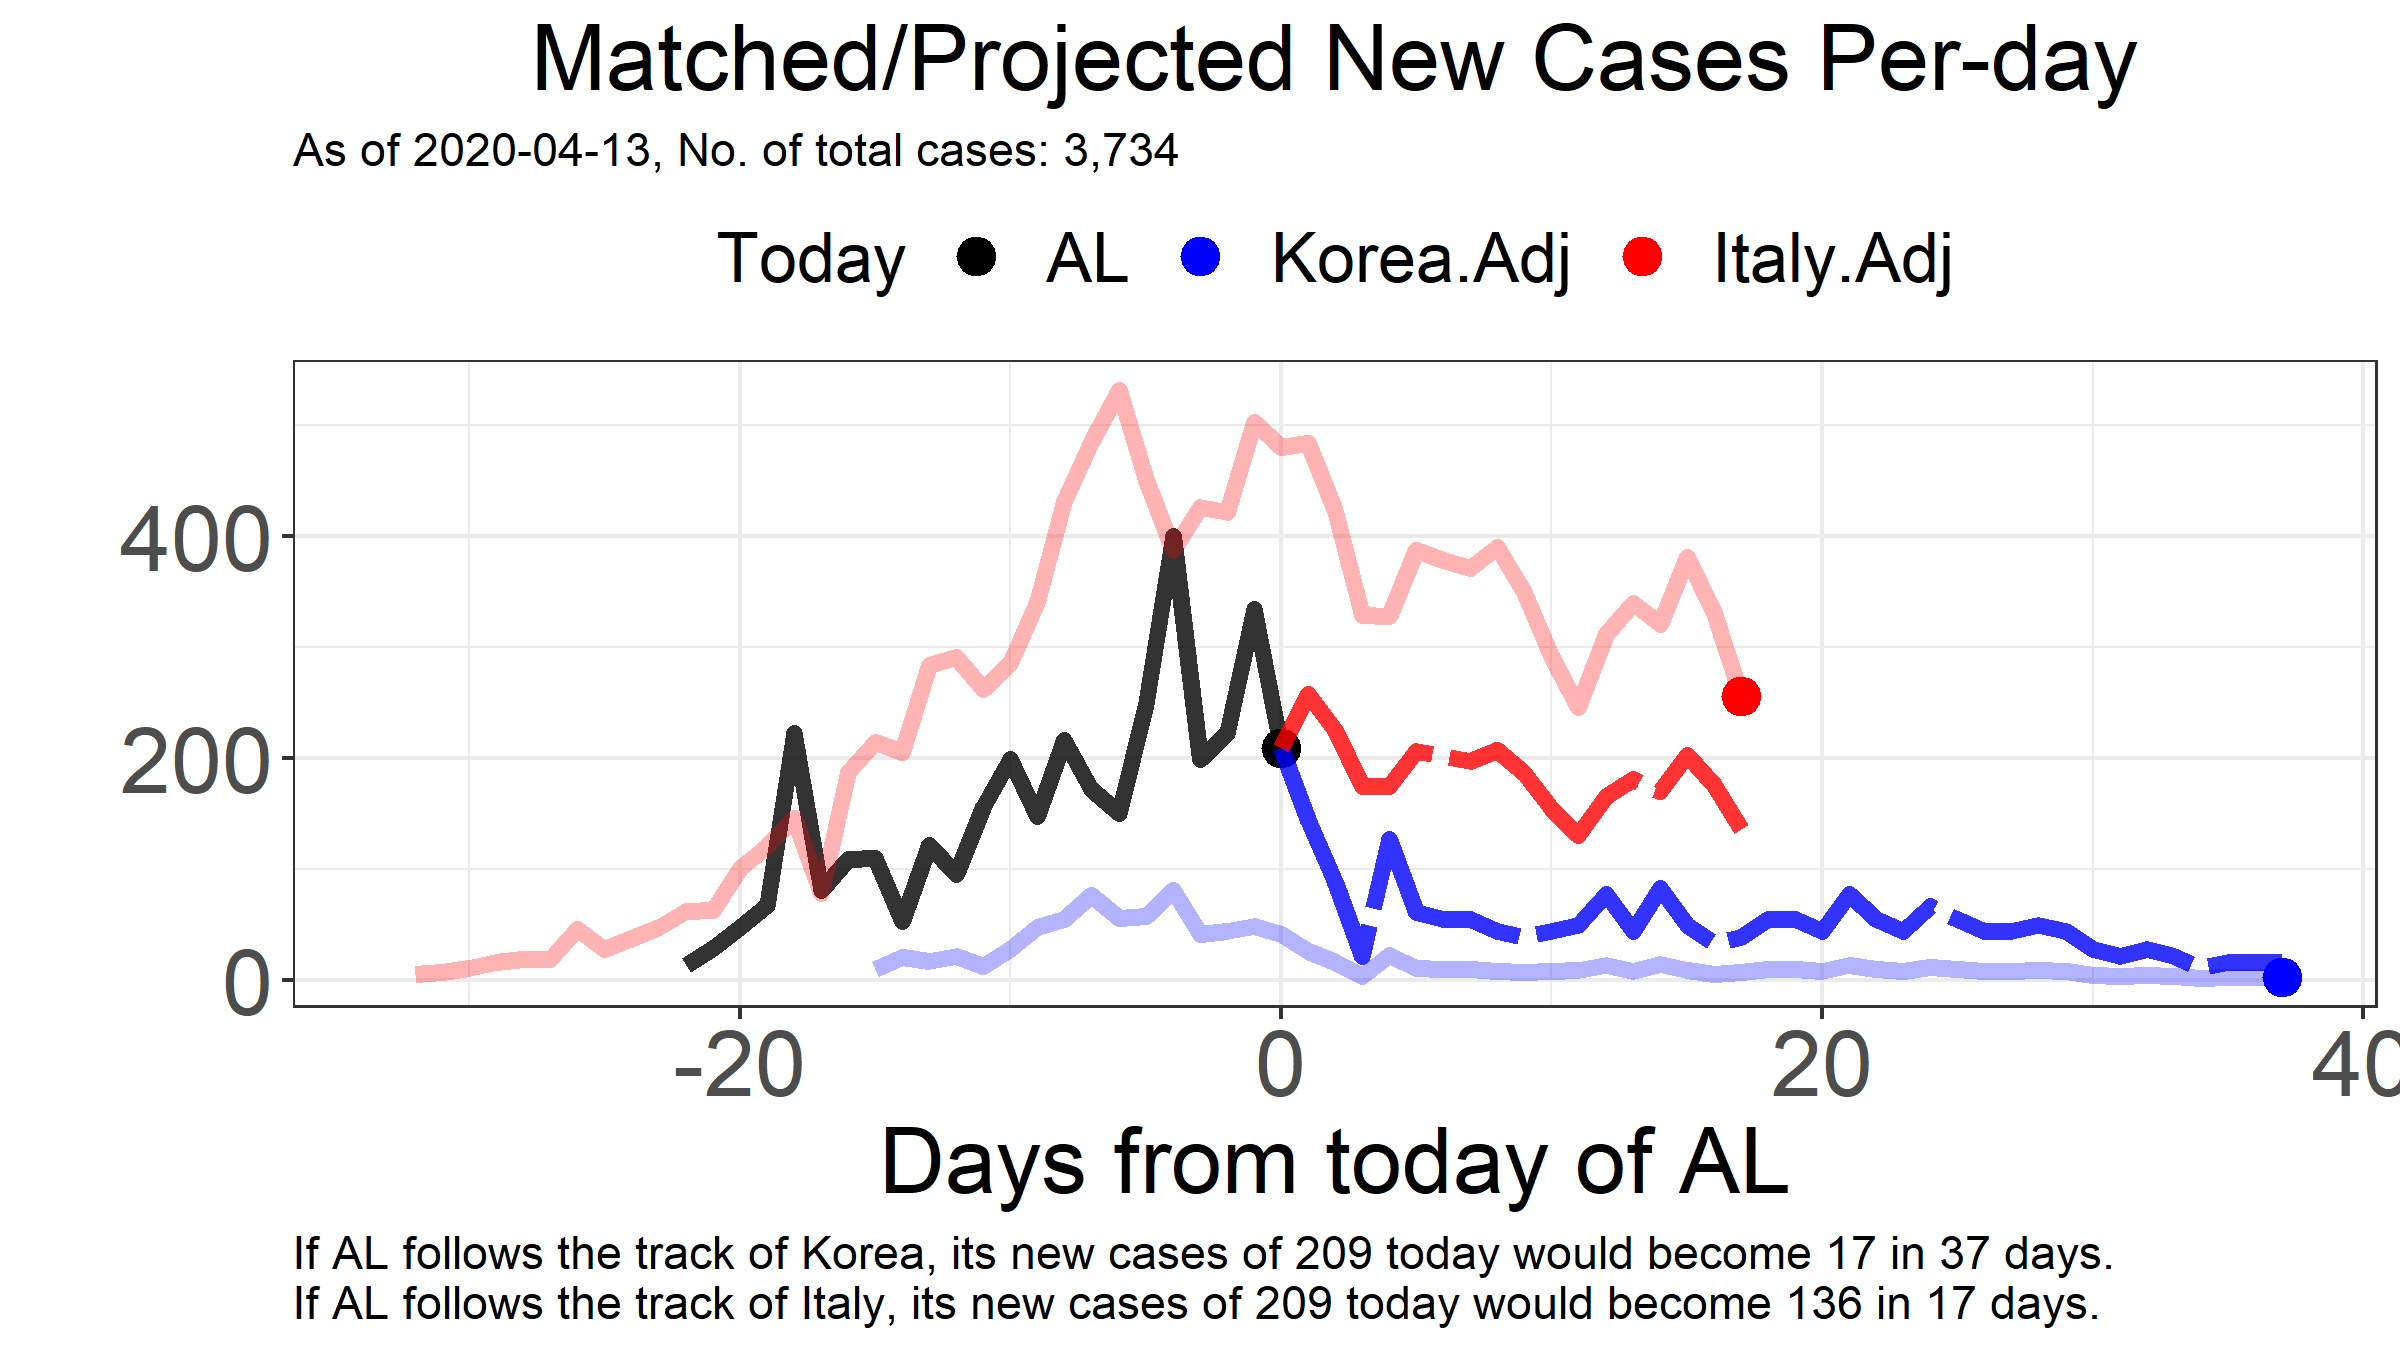 Matched/Projected New Cases Per-day
As of 2020-04-13, No. of total cases: 3,734
Today AL Korea.Adj Italy.Adj
400
200
0
-20 0 20 40
Days from today of AL
If AL follows the track of Korea, its new cases of 209 today would become 17 in 37 days.
If AL follows the track of Italy, its new cases of 209 today would become 136 in 17 days.